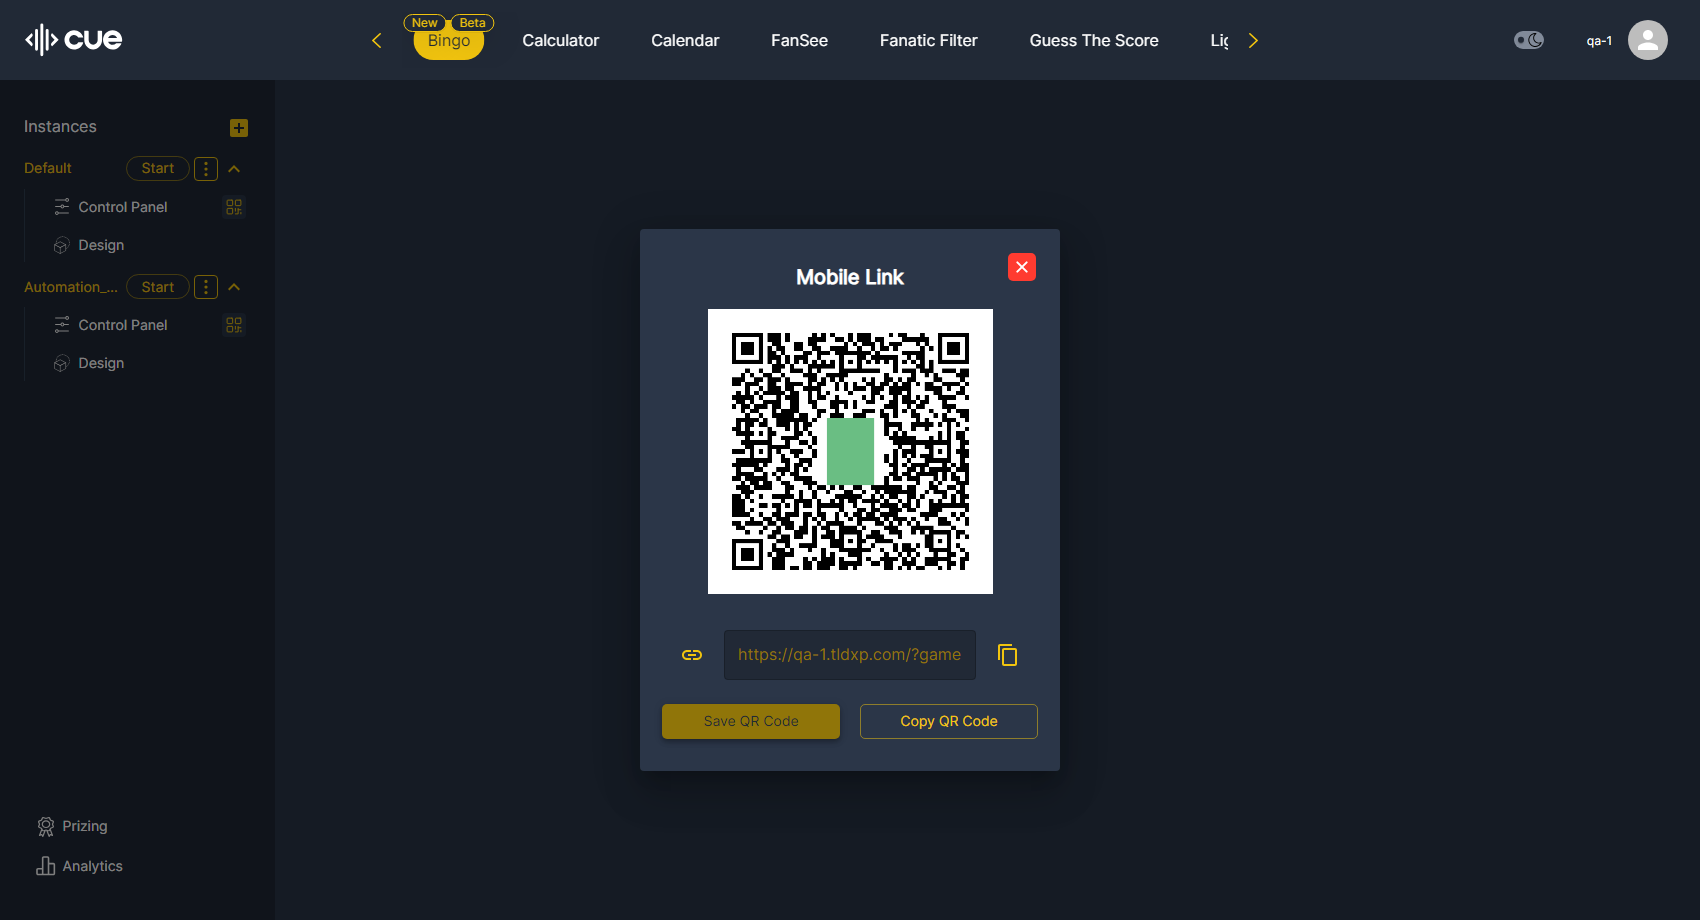 cue
New Beta
Bingo Calculator Calendar FanSee Fanatic Filter Guess The Score
qa-1
Instances
Default Start
Control Panel
Design
Automation_... Start
Control Panel
Design
Prizing
Analytics
Mobile Link
https://qa-1.tldxp.com/?game
Save QR Code Copy QR Code